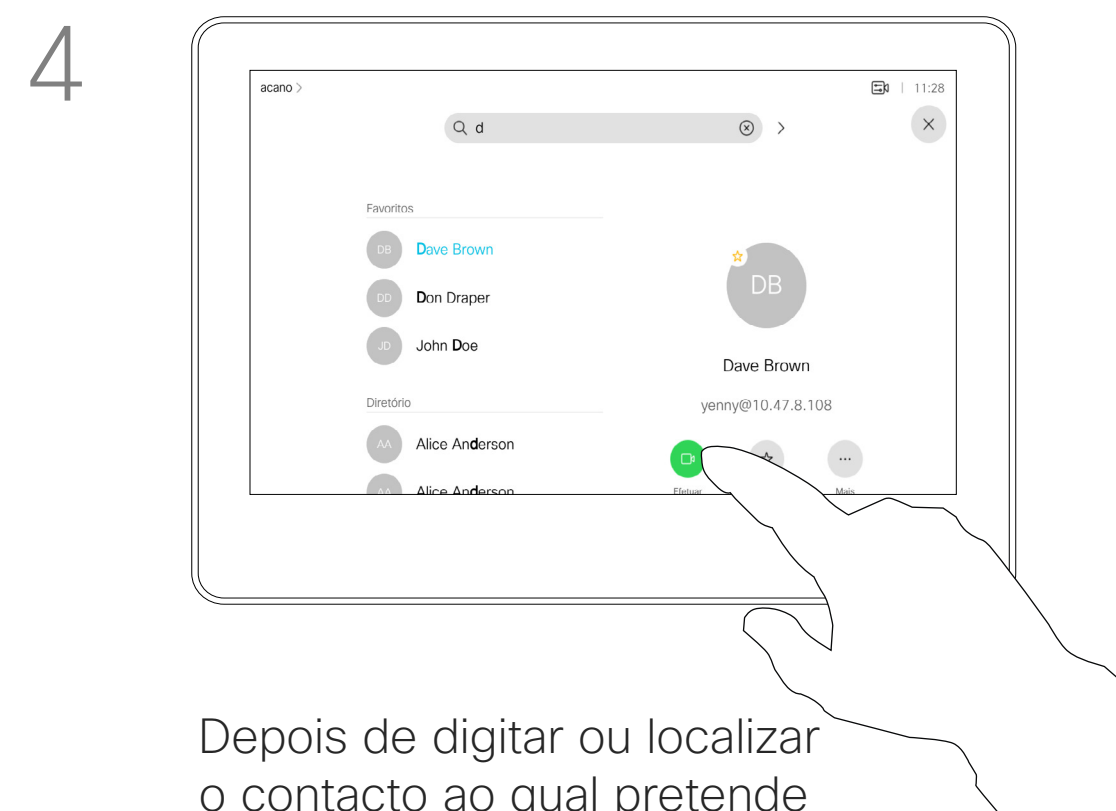 4
acano >
11:28
d
Favoritos
DB Dave Brown
DD Don Draper
JD John Doe
DB
Dave Brown
yenny@10.47.8.108
Diretório
AA Alice Anderson
AA Alice Anderson
Efetuar
Mais
Depois de digitar ou localizar
o contacto ao qual pretende